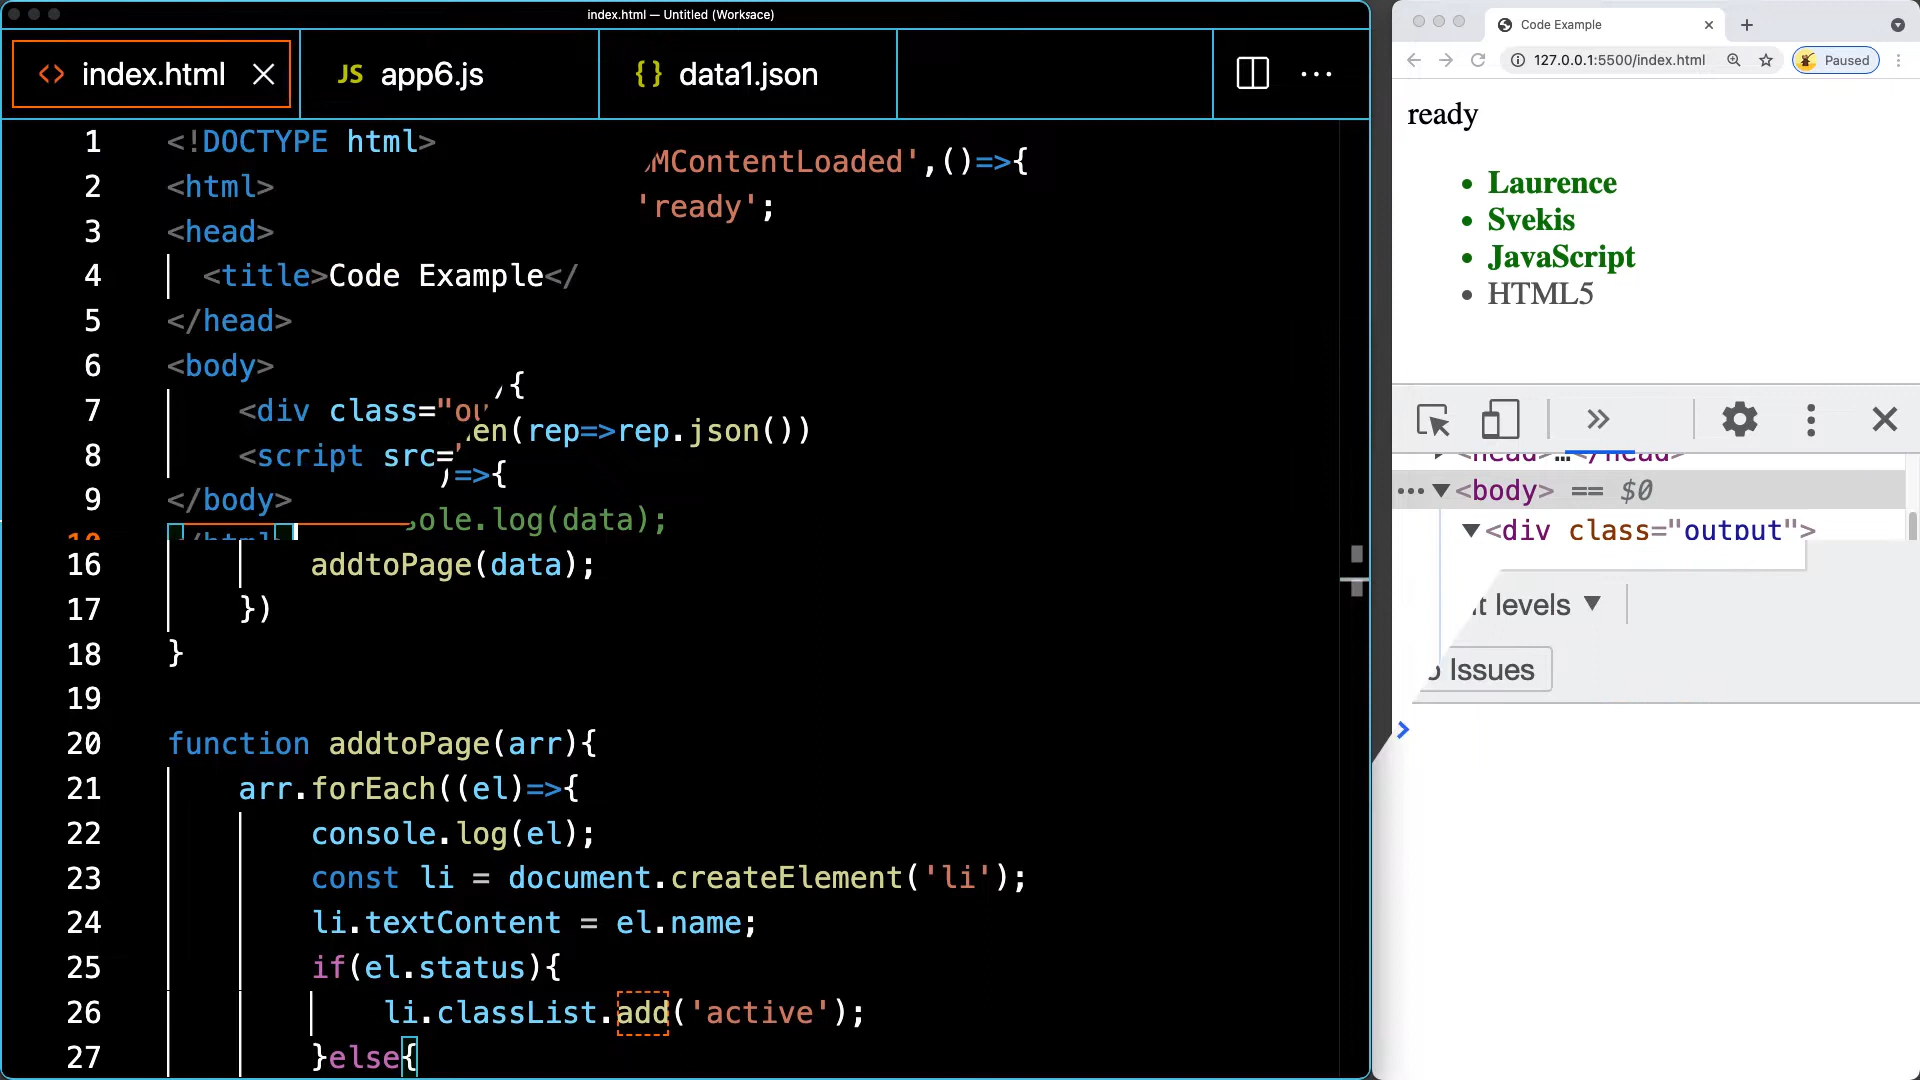 index.html — Untitled (Worksace)
<> index.html
JS app6.js
{} data1.json
1 <!DOCTYPE html>
2 <html>
3 <head>
4 <title>Code Example</
5 </head>
6 <body>
7 <div class="ou
8 <script src=
9 </body>
MContentLoaded',()=>{
'ready';
{
en(rep=>rep.json())
)=>{
ole.log(data);
16 addtoPage(data);
17 })
18 }
19
20 function addtoPage(arr){
21 arr.forEach((el)=>{
22 console.log(el);
23 const li = document.createElement('li');
24 li.textContent = el.name;
25 if(el.status){
26 li.classList.add('active');
27 }else{
Code Example
127.0.0.1:5500/index.html
Paused
ready
Laurence
Svekis
JavaScript
HTML5
<head>…</head>
<body> == $0
<div class="output">
levels
Issues